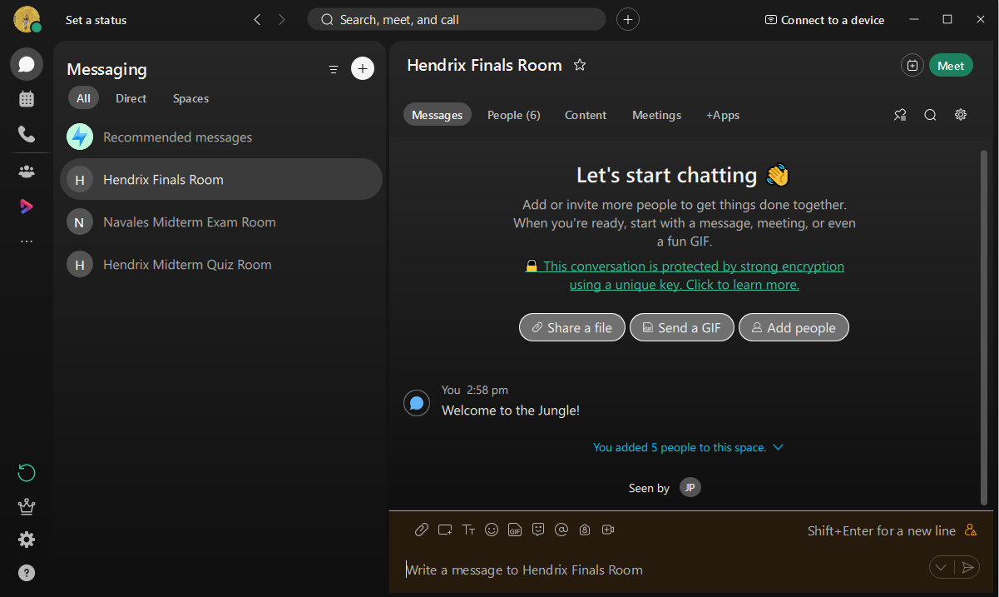 Set a status
Search, meet, and call
Connect to a device
Messaging
All Direct Spaces
Recommended messages
H Hendrix Finals Room
N Navales Midterm Exam Room
H Hendrix Midterm Quiz Room
Hendrix Finals Room
Meet
Messages People (6) Content Meetings +Apps
Let's start chatting 👋
Add or invite more people to get things done together.
When you're ready, start with a message, meeting, or even
a fun GIF.
🔒 This conversation is protected by strong encryption
using a unique key. Click to learn more.
Share a file GIF Send a GIF Add people
You 2:58 pm
Welcome to the Jungle!
You added 5 people to this space.
Seen by JP
GIF
Shift+Enter for a new line
Write a message to Hendrix Finals Room